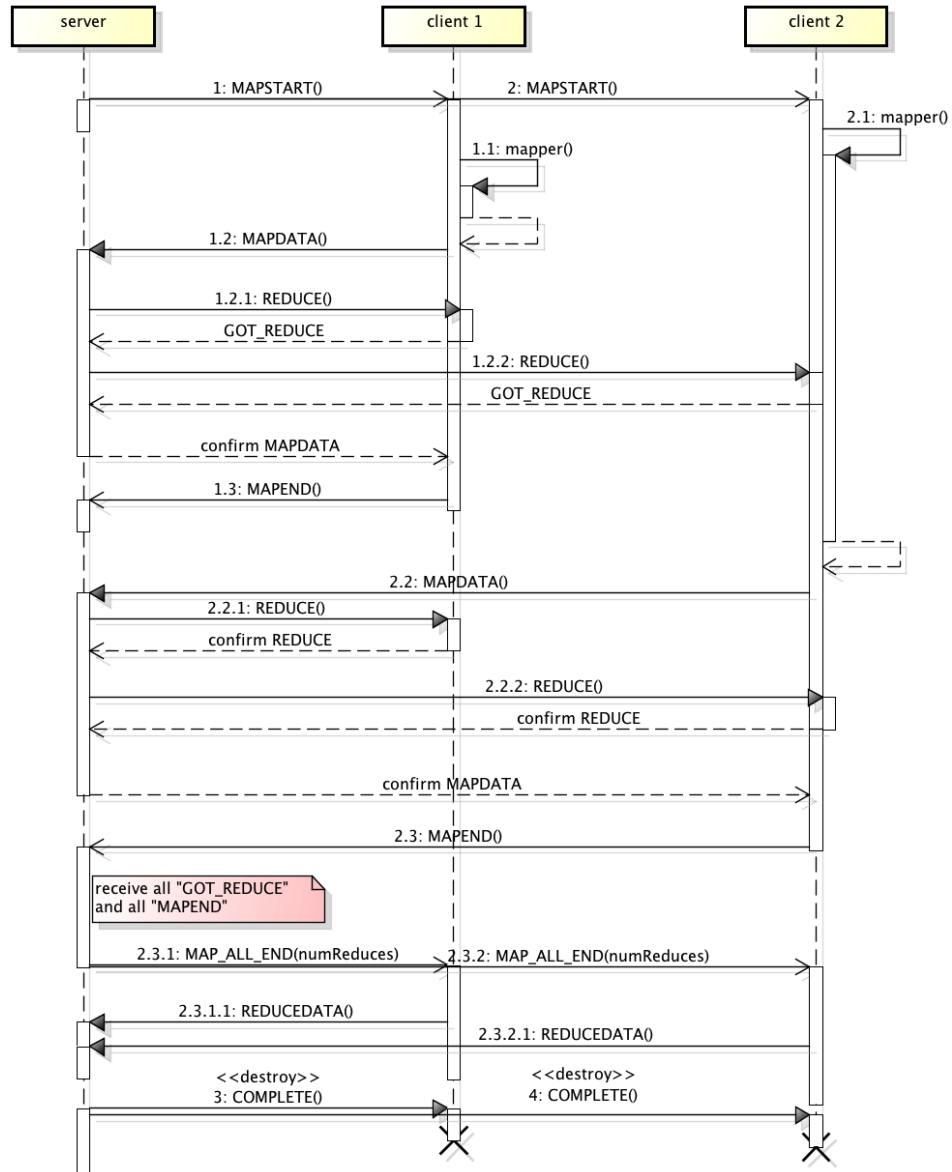 server
client 1
client 2
1: MAPSTART()
2: MAPSTART()
2.1: mapper()
1.1: mapper()
1.2: MAPDATA()
1.2.1: REDUCE()
GOT_REDUCE
1.2.2: REDUCE()
GOT_REDUCE
confirm MAPDATA
1.3: MAPEND()
2.2: MAPDATA()
2.2.1: REDUCE()
confirm REDUCE
2.2.2: REDUCE()
confirm REDUCE
confirm MAPDATA
2.3: MAPEND()
receive all "GOT_REDUCE"
and all "MAPEND"
2.3.1: MAP_ALL_END(numReduces)
2.3.2: MAP_ALL_END(numReduces)
2.3.1.1: REDUCEDATA()
2.3.2.1: REDUCEDATA()
<<destroy>>
3: COMPLETE()
<<destroy>>
4: COMPLETE()